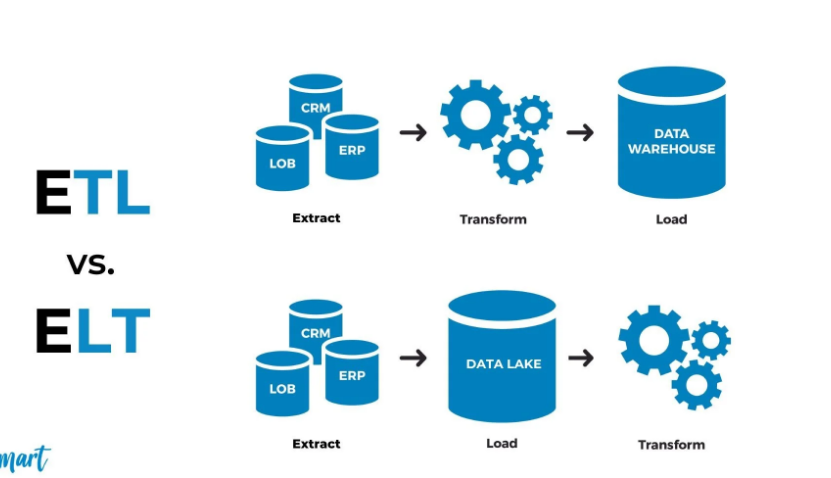 ETL
vs.
ELT
CRM
LOB
ERP
DATA
WAREHOUSE
Extract
Transform
Load
CRM
LOB
ERP
DATA LAKE
Extract
Load
Transform
mart